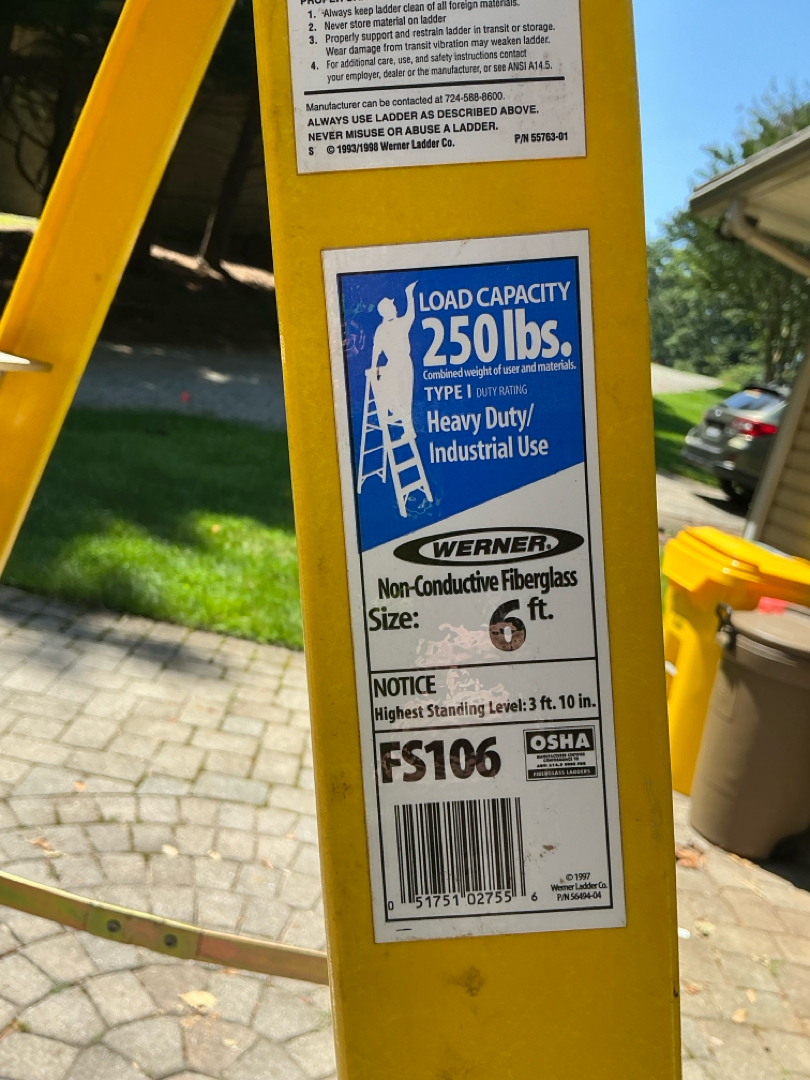 1. Always keep ladder clean of all foreign materials.
2. Never store material on ladder
3. Properly support and restrain ladder in transit or storage.
Wear damage from transit vibration may weaken ladder.
4. For additional care, use, and safety instructions contact
your employer, dealer or the manufacturer, or see ANSI A14.5.
Manufacturer can be contacted at 724-588-8600.
ALWAYS USE LADDER AS DESCRIBED ABOVE.
NEVER MISUSE OR ABUSE A LADDER.
S © 1993/1998 Werner Ladder Co. P/N 55763-01
LOAD CAPACITY
250 lbs.
Combined weight of user and materials.
TYPE I DUTY RATING
Heavy Duty/
Industrial Use
WERNER®
Non-Conductive Fiberglass
Size: 6 ft.
NOTICE
Highest Standing Level: 3 ft. 10 in.
FS106
OSHA
FIBERGLASS LADDERS
0 51751 02755 6
© 1997
Werner Ladder Co.
P/N 56494-04